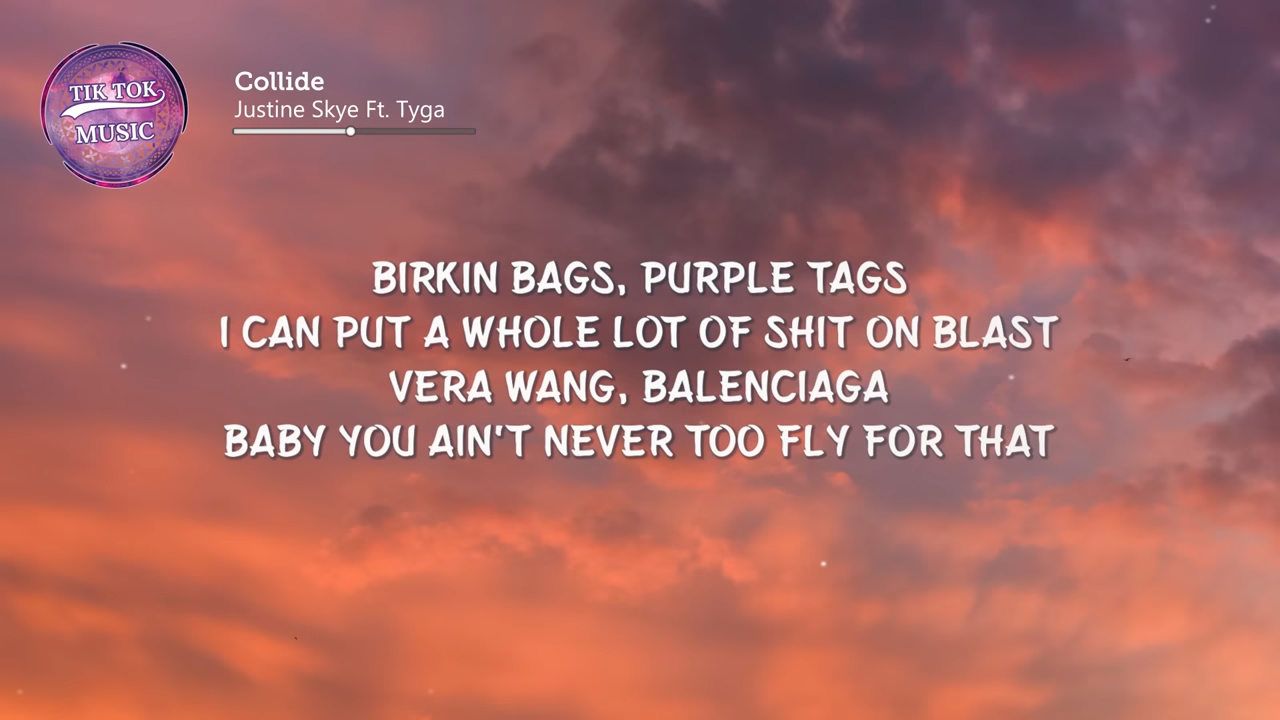 TIK TOK
MUSIC
Collide
Justine Skye Ft. Tyga
BIRKIN BAGS, PURPLE TAGS
I CAN PUT A WHOLE LOT OF SHIT ON BLAST
VERA WANG, BALENCIAGA
BABY YOU AIN'T NEVER TOO FLY FOR THAT